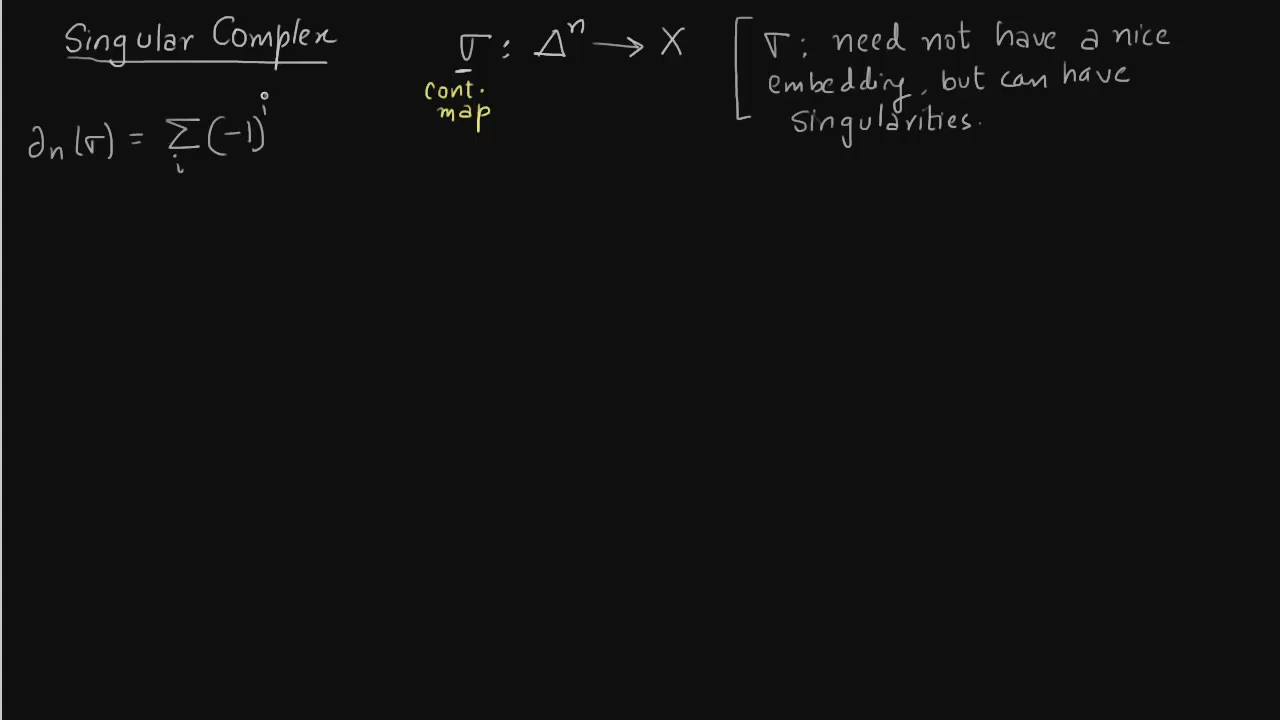 Singular Complex
σ : Δⁿ ⟶ X
cont.
map
[ σ : need not have a nice
embedding, but can have
singularities.
∂ₙ(σ) = Σᵢ (-1)ⁱ